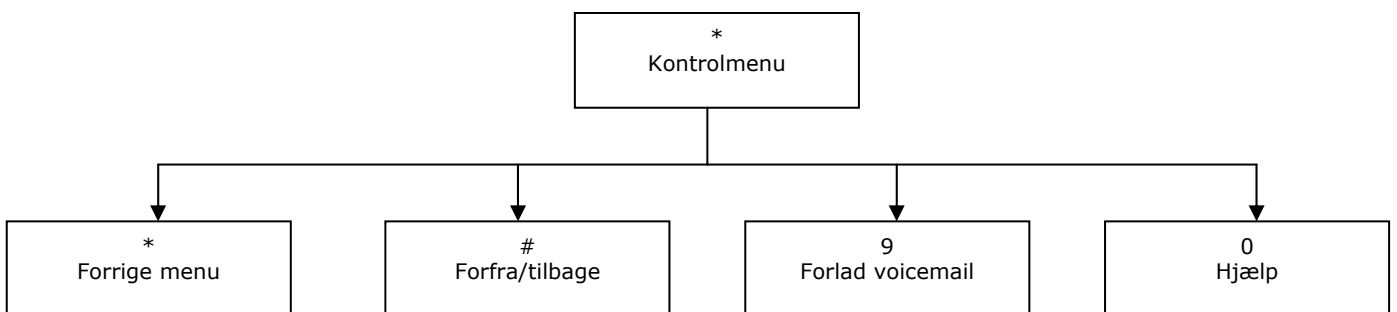 *
Kontrolmenu
*
Forrige menu
#
Forfra/tilbage
9
Forlad voicemail
0
Hjælp